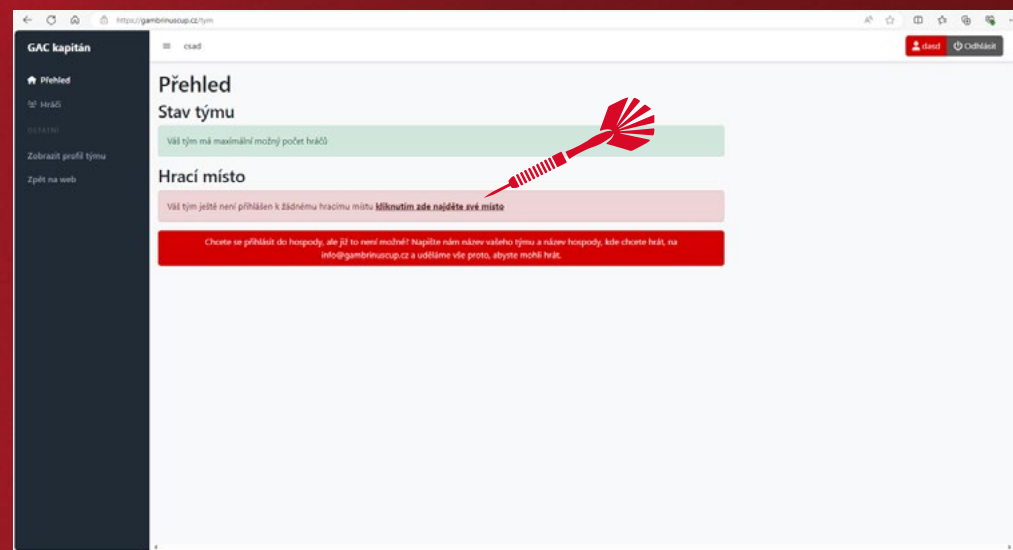 https://gambrinuscup.cz/tym
GAC kapitán
csad
dasd
Odhlásit
Přehled
Hráči
OSTATNÍ
Zobrazit profil týmu
Zpět na web
Přehled
Stav týmu
Váš tým má maximální možný počet hráčů
Hrací místo
Váš tým ještě není přihlášen k žádnému hracímu místu kliknutím zde najděte své místo
Chcete se přihlásit do hospody, ale již to není možné? Napište nám název vašeho týmu a název hospody, kde chcete hrát, na
info@gambrinuscup.cz a uděláme vše proto, abyste mohli hrát.